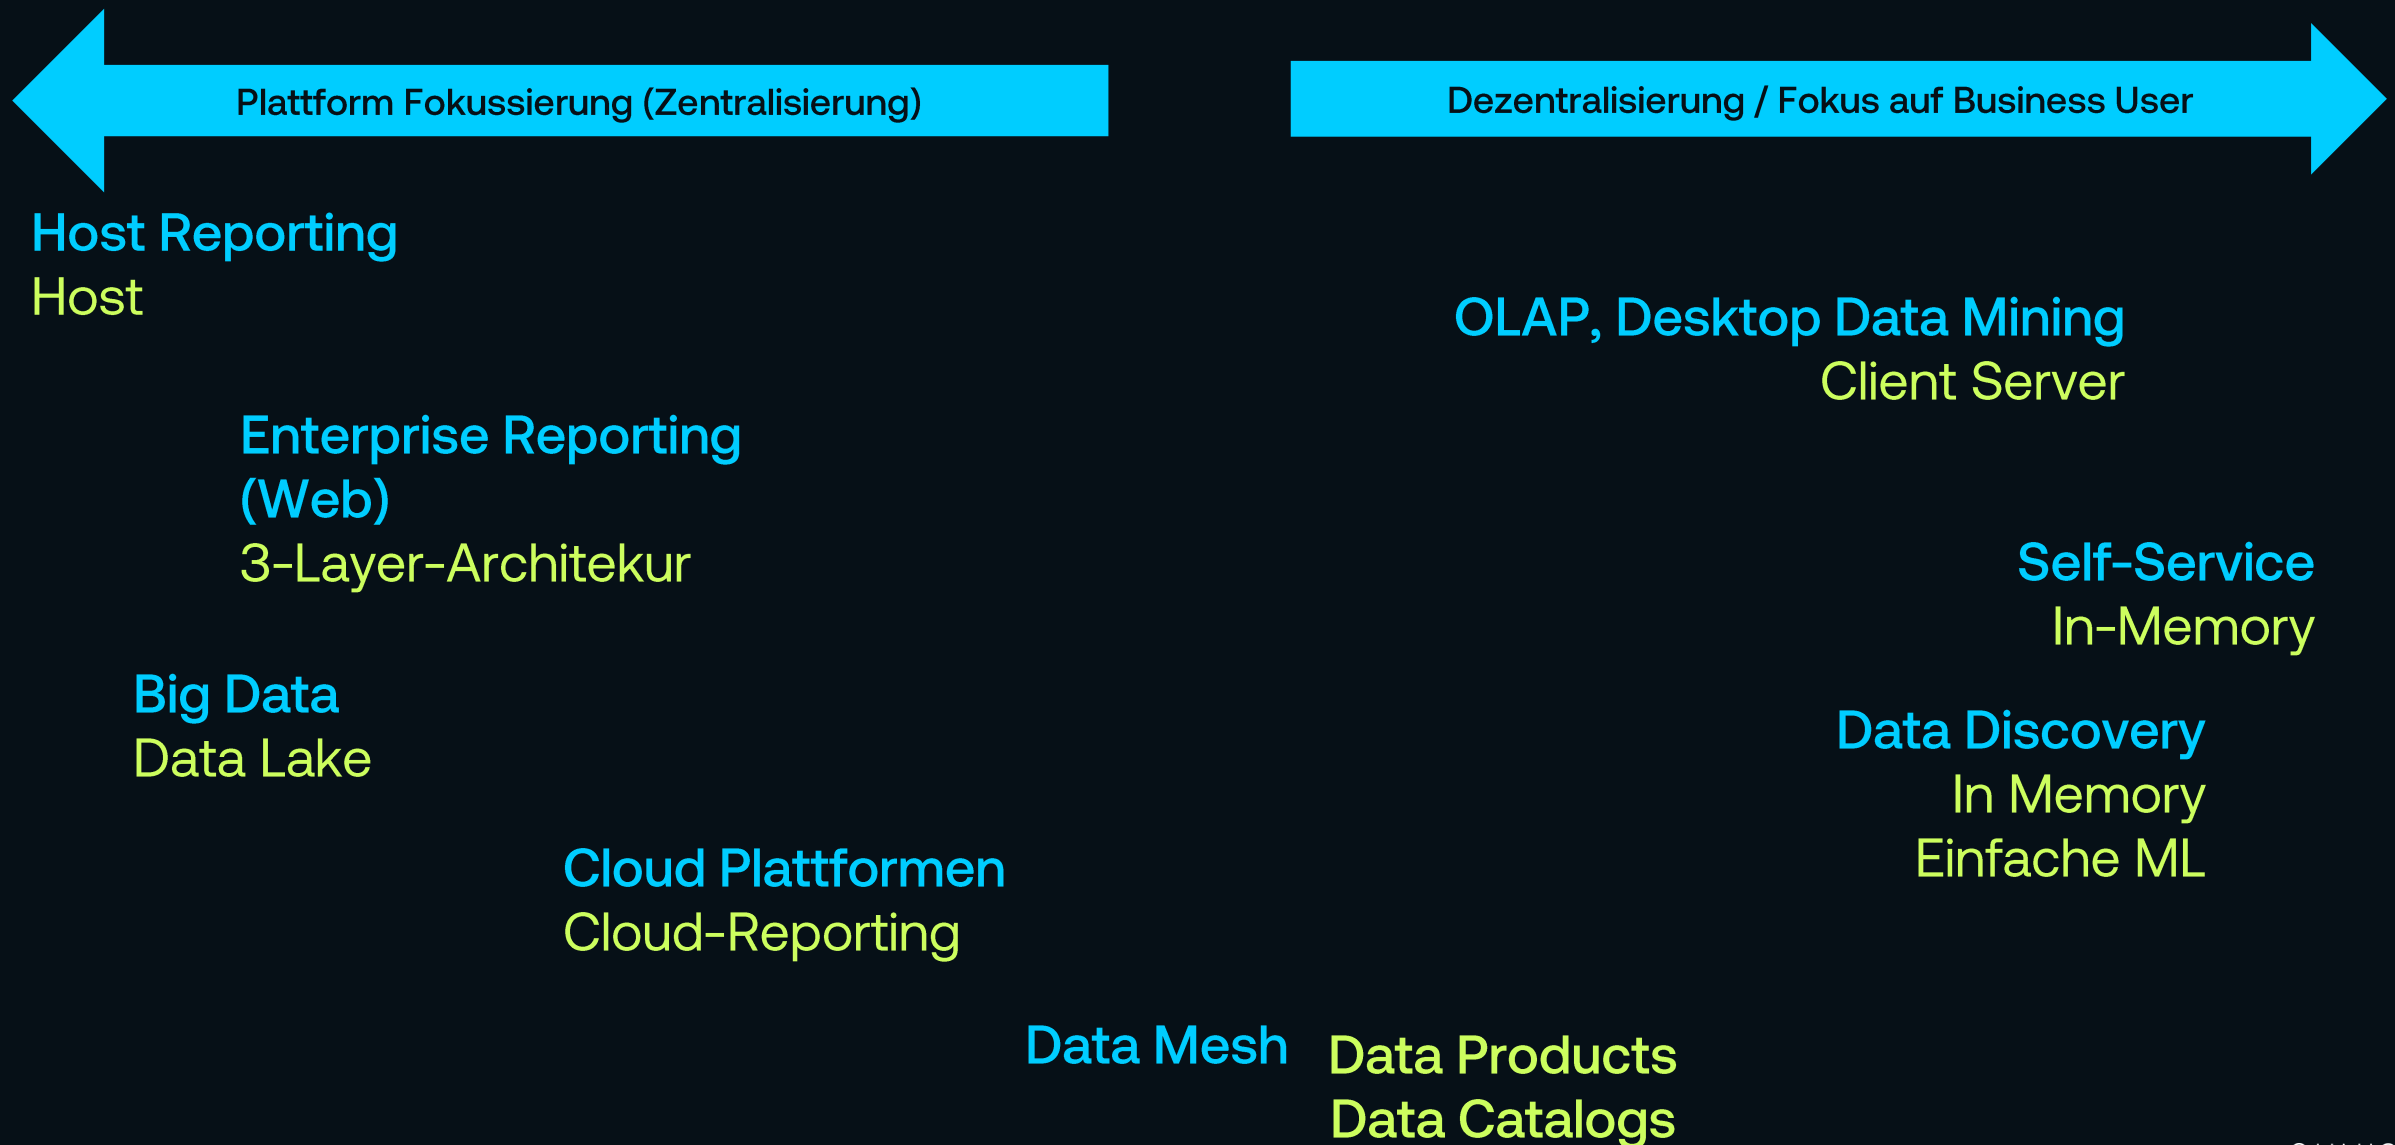 Plattform Fokussierung (Zentralisierung)
Dezentralisierung / Fokus auf Business User
Host Reporting
Host
OLAP, Desktop Data Mining
Client Server
Enterprise Reporting
(Web)
3-Layer-Architekur
Self-Service
In-Memory
Big Data
Data Lake
Data Discovery
In Memory
Einfache ML
Cloud Plattformen
Cloud-Reporting
Data Mesh
Data Products
Data Catalogs